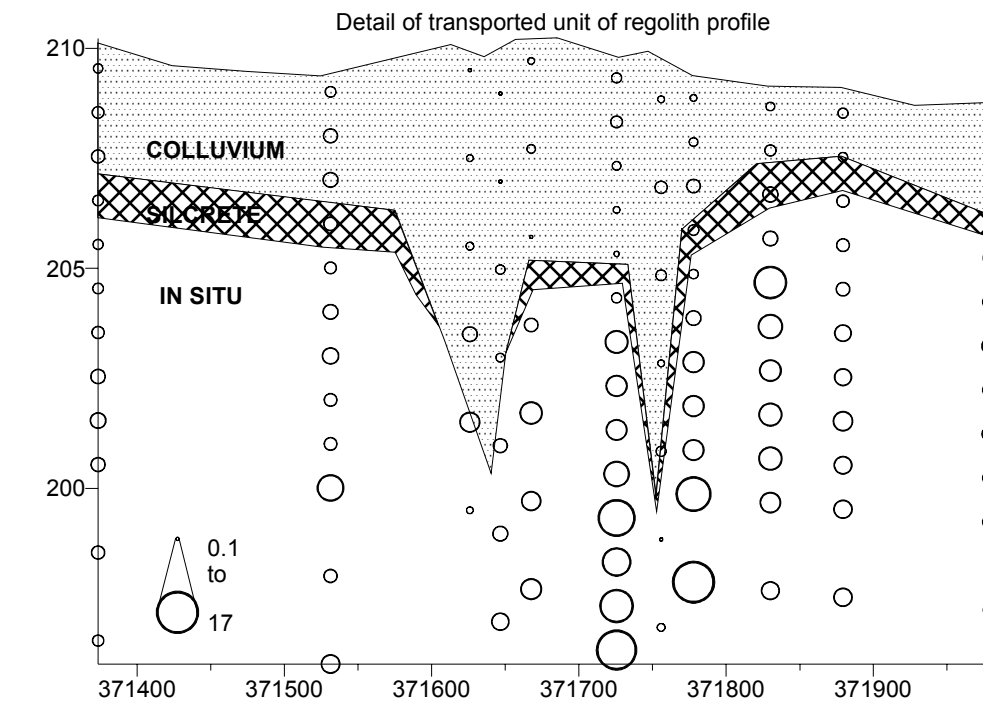 Detail of transported unit of regolith profile
210
COLLUVIUM
SILCRETE
205
IN SITU
200
0.1
to
17
371400 371500 371600 371700 371800 371900